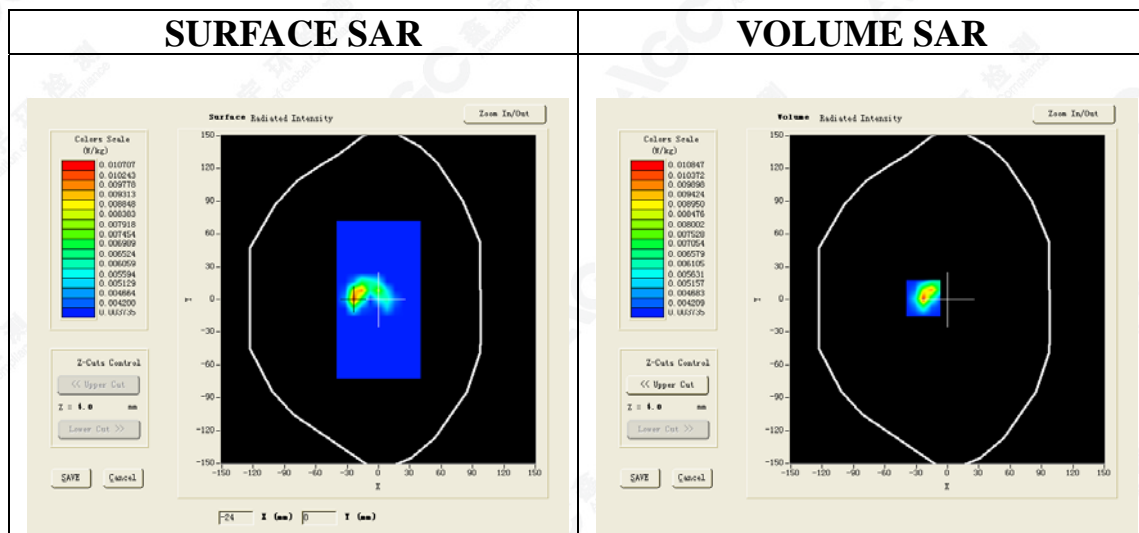 SURFACE SAR
VOLUME SAR
Surface Radiated Intensity
Zoom In/Out
Colors Scale
(W/kg)
0.010707
0.010243
0.009778
0.009313
0.008848
0.008383
0.007918
0.007454
0.006989
0.006524
0.006059
0.005594
0.005129
0.004664
0.004200
0.003735
150
120
90
60
30
0
-30
-60
-90
-120
-150
Y
-150 -120 -90 -60 -30 0 30 60 90 120 150
X
Z-Cuts Control
<< Upper Cut
Z = 4.0 mm
Lower Cut >>
SAVE Cancel
-24 X (mm) 0 Y (mm)
Volume Radiated Intensity
Zoom In/Out
Colors Scale
(W/kg)
0.010847
0.010372
0.009898
0.009424
0.008950
0.008476
0.008002
0.007528
0.007054
0.006579
0.006105
0.005631
0.005157
0.004683
0.004209
0.003735
150
120
90
60
30
0
-30
-60
-90
-120
-150
Y
-150 -120 -90 -60 -30 0 30 60 90 120 150
X
Z-Cuts Control
<< Upper Cut
Z = 4.0 mm
Lower Cut >>
SAVE Cancel